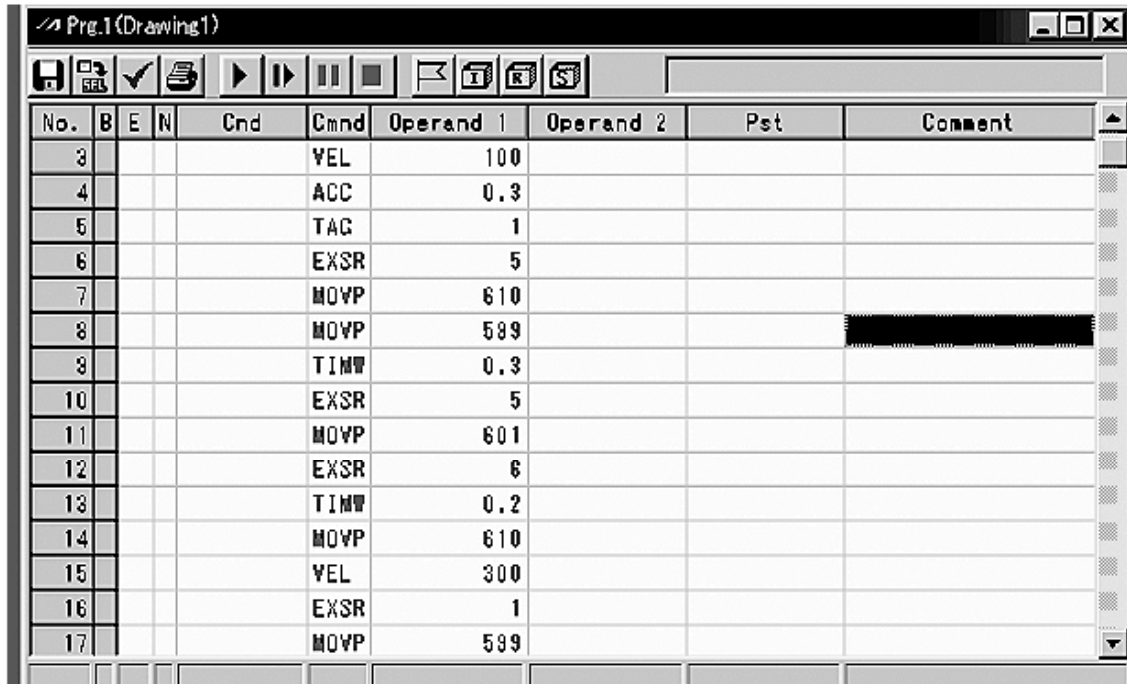 Prg.1(Drawing1)
SEL I R S
No. B E N Cnd Cmnd Operand 1 Operand 2 Pst Comment
3 VEL 100
4 ACC 0.3
5 TAG 1
6 EXSR 5
7 MOVP 610
8 MOVP 599
9 TIMW 0.3
10 EXSR 5
11 MOVP 601
12 EXSR 6
13 TIMW 0.2
14 MOVP 610
15 VEL 300
16 EXSR 1
17 MOVP 599